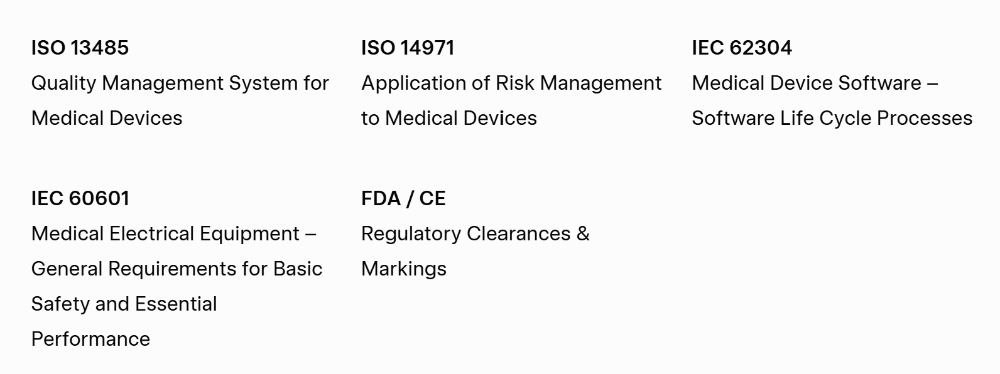 ISO 13485
Quality Management System for
Medical Devices
ISO 14971
Application of Risk Management
to Medical Devices
IEC 62304
Medical Device Software –
Software Life Cycle Processes
IEC 60601
Medical Electrical Equipment –
General Requirements for Basic
Safety and Essential
Performance
FDA / CE
Regulatory Clearances &
Markings